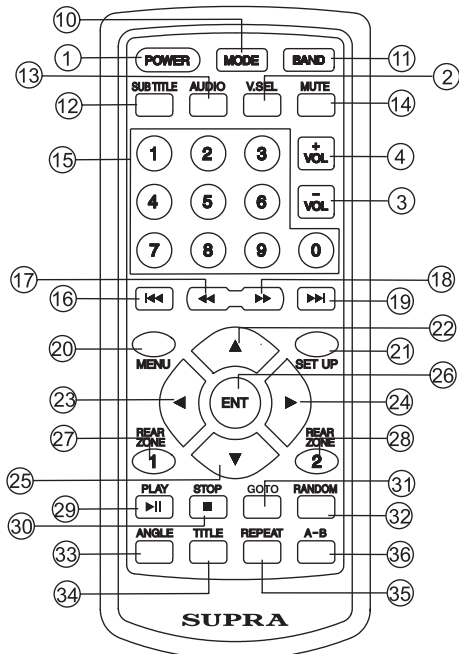 10
1 POWER MODE BAND 11
13 2
SUB TITLE AUDIO V.SEL MUTE
12 14
15 1 2 3 + VOL 4
4 5 6 − VOL 3
7 8 9 0
17 18
16 19
22
20 MENU SET UP 21
26
23 ENT 24
27 REAR ZONE 1 REAR ZONE 2 28
25 31
PLAY STOP GOTO RANDOM
29 30 32
ANGLE TITLE REPEAT A-B
33 36
34 35
SUPRA